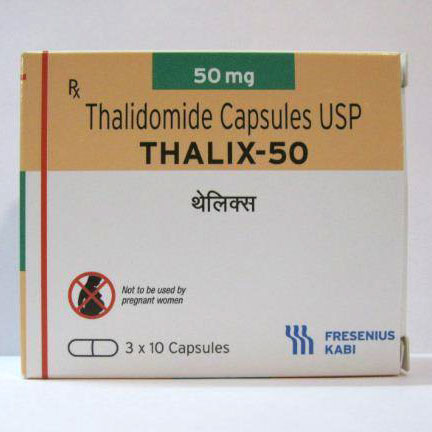 50 mg
Rx
Thalidomide Capsules USP
THALIX-50
थेलिक्स
Not to be used by
pregnant women
3 x 10 Capsules
FRESENIUS
KABI